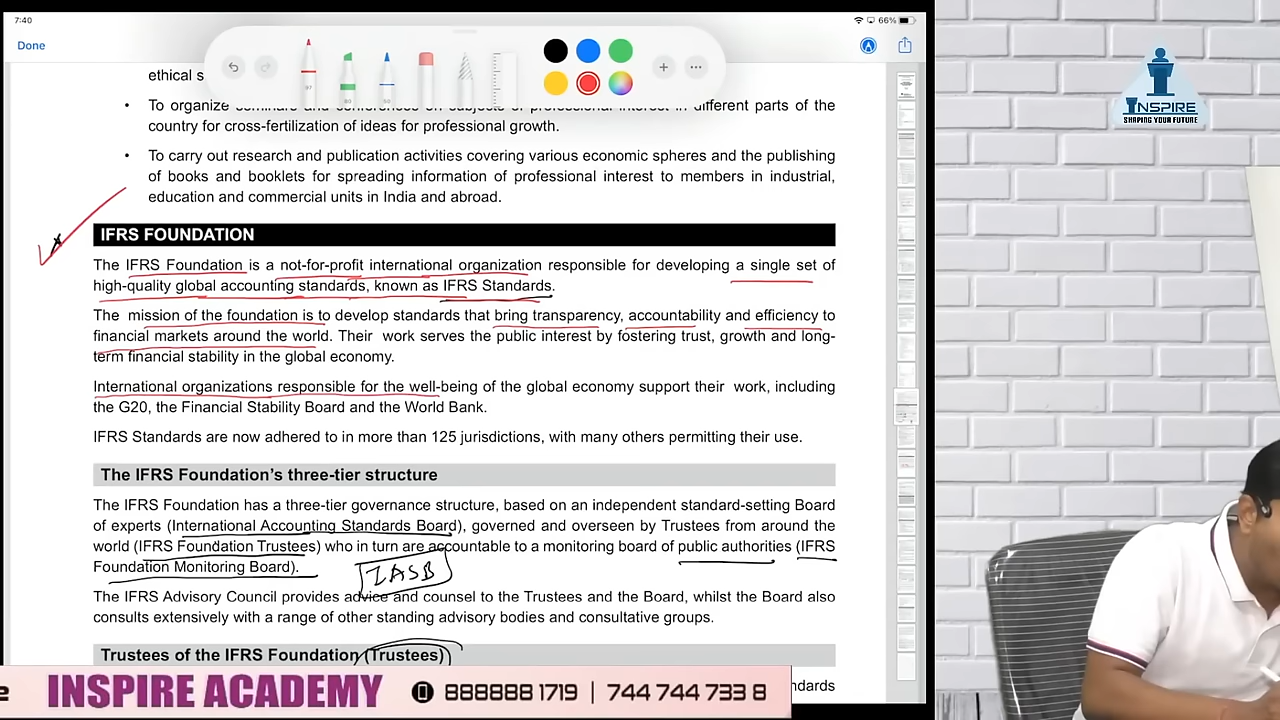 7:40
66%
Done
ethical s
• To organize seminars and conferences on subjects of professional interest in different parts of the
country for cross-fertilization of ideas for professional growth.
• To carry out research and publication activities covering various economic spheres and the publishing
of books and booklets for spreading information of professional interest to members in industrial,
education and commercial units in India and abroad.
IFRS FOUNDATION
The IFRS Foundation is a not-for-profit international organization responsible for developing a single set of
high-quality global accounting standards, known as IFRS Standards.
The mission of the foundation is to develop standards that bring transparency, accountability and efficiency to
financial markets around the world. Their work serves the public interest by fostering trust, growth and long-
term financial stability in the global economy.
International organizations responsible for the well-being of the global economy support their work, including
the G20, the Financial Stability Board and the World Bank.
IFRS Standards are now adhered to in more than 125 jurisdictions, with many others permitting their use.
The IFRS Foundation's three-tier structure
The IFRS Foundation has a three-tier governance structure, based on an independent standard-setting Board
of experts (International Accounting Standards Board), governed and overseen by Trustees from around the
world (IFRS Foundation Trustees) who in turn are accountable to a monitoring board of public authorities (IFRS
Foundation Monitoring Board).
IASB
The IFRS Advisory Council provides advice and counsel to the Trustees and the Board, whilst the Board also
consults extensively with a range of other standing advisory bodies and consultative groups.
Trustees of the IFRS Foundation (Trustees)
ndards
e INSPIRE ACADEMY 888888 1719 | 744 744 733 8
INSPIRE
SHAPING YOUR FUTURE